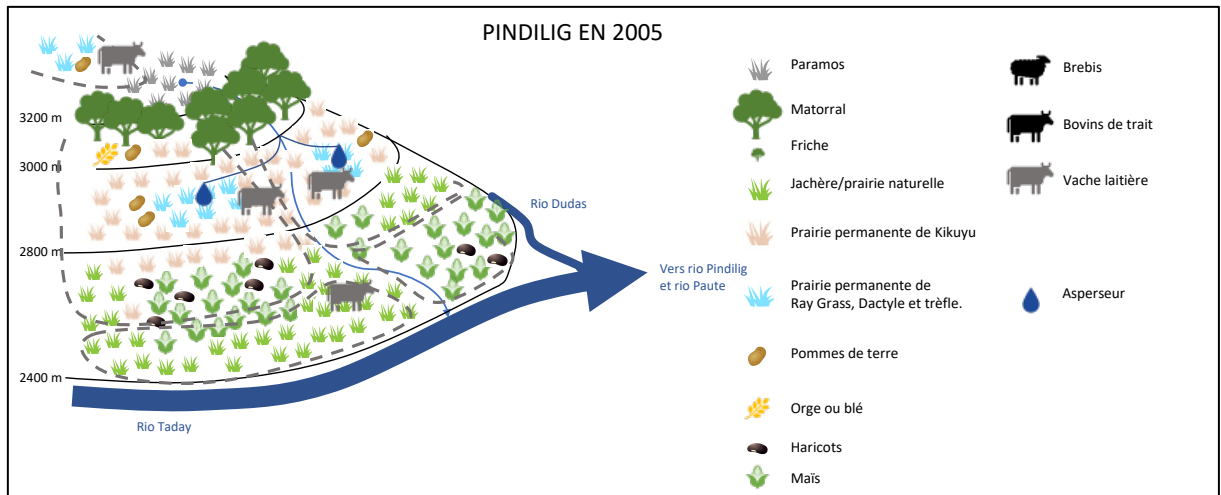 PINDILIG EN 2005
3200 m
3000 m
2800 m
2400 m
Rio Dudas
Vers rio Pindilig
et rio Paute
Rio Taday
Paramos
Matorral
Friche
Jachère/prairie naturelle
Prairie permanente de Kikuyu
Prairie permanente de
Ray Grass, Dactyle et trèfle.
Pommes de terre
Orge ou blé
Haricots
Maïs
Brebis
Bovins de trait
Vache laitière
Asperseur